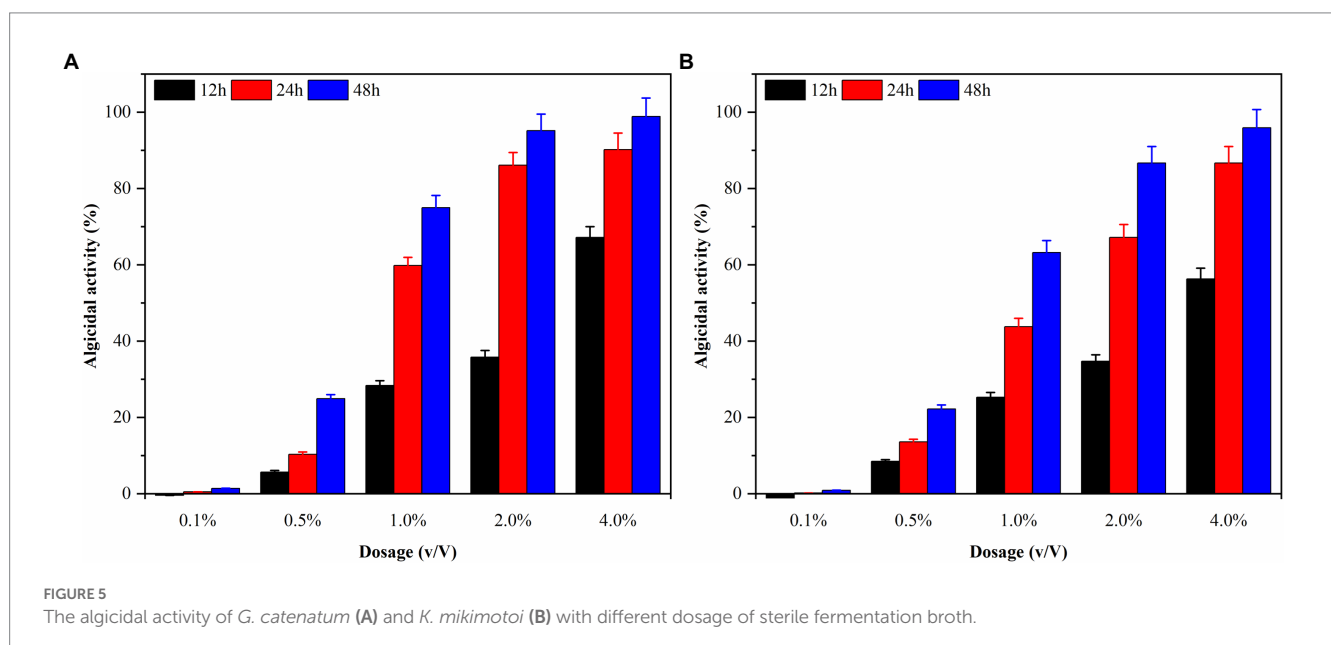 A
12h 24h 48h
100
80
60
40
20
0
Algicidal activity (%)
0.1% 0.5% 1.0% 2.0% 4.0%
Dosage (v/V)
B
12h 24h 48h
100
80
60
40
20
0
Algicidal activity (%)
0.1% 0.5% 1.0% 2.0% 4.0%
Dosage (v/V)
FIGURE 5
The algicidal activity of G. catenatum (A) and K. mikimotoi (B) with different dosage of sterile fermentation broth.